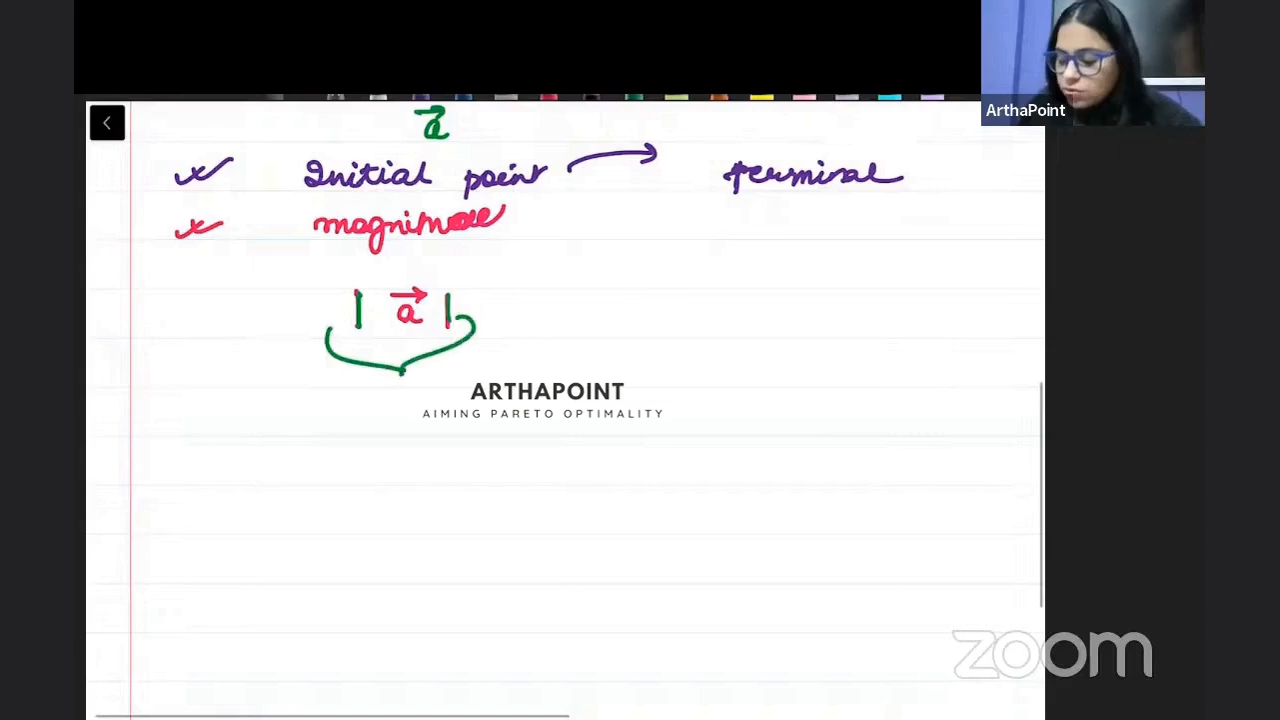 ArthaPoint
a
Initial point → terminal
magnitude
| a |
ARTHAPOINT
AIMING PARETO OPTIMALITY
zoom